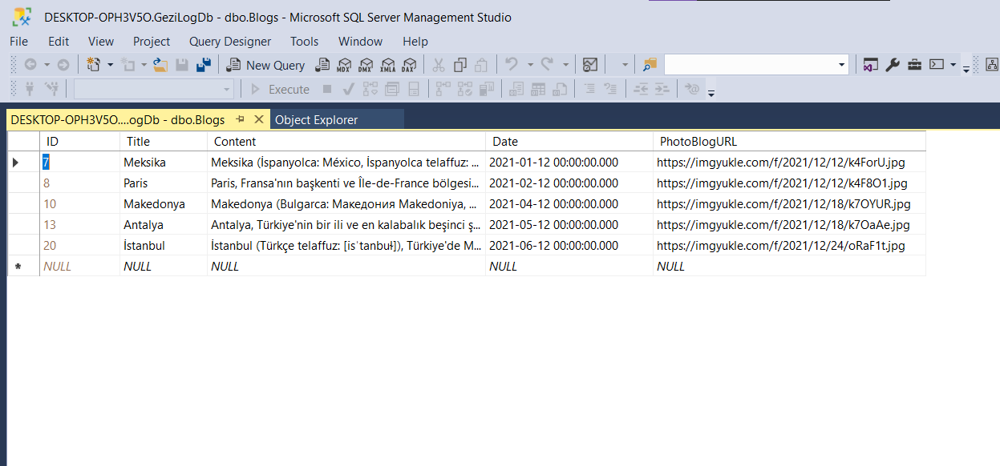 DESKTOP-OPH3V5O.GeziLogDb - dbo.Blogs - Microsoft SQL Server Management Studio
File Edit View Project Query Designer Tools Window Help
New Query MDX DMX XMLA DAX
Execute
DESKTOP-OPH3V5O....ogDb - dbo.Blogs Object Explorer
ID Title Content Date PhotoBlogURL
7 Meksika Meksika (İspanyolca: México, İspanyolca telaffuz: ... 2021-01-12 00:00:00.000 https://imgyukle.com/f/2021/12/12/k4ForU.jpg
8 Paris Paris, Fransa'nın başkenti ve Île-de-France bölgesi... 2021-02-12 00:00:00.000 https://imgyukle.com/f/2021/12/12/k4F8O1.jpg
10 Makedonya Makedonya (Bulgarca: Македония Makedoniya, ... 2021-04-12 00:00:00.000 https://imgyukle.com/f/2021/12/18/k7OYUR.jpg
13 Antalya Antalya, Türkiye'nin bir ili ve en kalabalık beşinci ş... 2021-05-12 00:00:00.000 https://imgyukle.com/f/2021/12/18/k7OaAe.jpg
20 İstanbul İstanbul (Türkçe telaffuz: [isˈtanbuɫ]), Türkiye'de M... 2021-06-12 00:00:00.000 https://imgyukle.com/f/2021/12/24/oRaF1t.jpg
* NULL NULL NULL NULL NULL